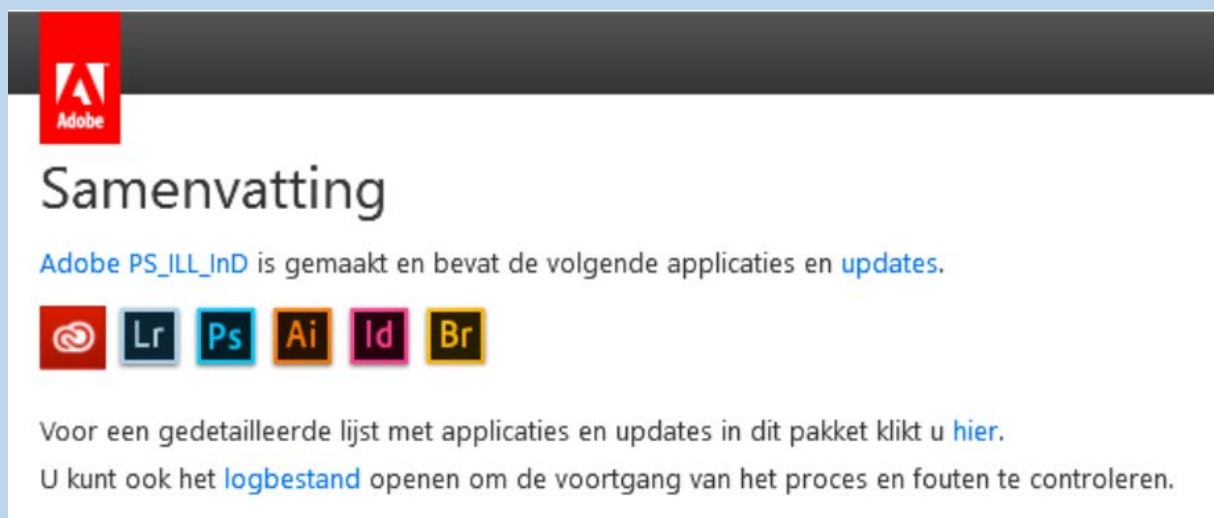 Adobe
Samenvatting
Adobe PS_ILL_InD is gemaakt en bevat de volgende applicaties en updates.
Lr Ps Ai Id Br
Voor een gedetailleerde lijst met applicaties en updates in dit pakket klikt u hier.
U kunt ook het logbestand openen om de voortgang van het proces en fouten te controleren.